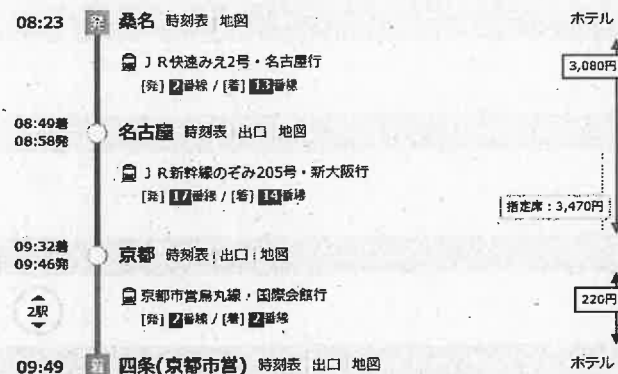 08:23 発 桑名 時刻表 地図 ホテル
JR快速みえ2号・名古屋行 3,080円
[発] 2番線 / [着] 13番線
08:49着
08:58発
名古屋 時刻表 出口 地図
JR新幹線のぞみ205号・新大阪行
[発] 17番線 / [着] 14番線
指定席:3,470円
09:32着
09:46発
京都 時刻表 出口 地図
京都市営烏丸線・国際会館行
2駅 220円
[発] 2番線 / [着] 2番線
09:49 着 四条(京都市営) 時刻表 出口 地図 ホテル